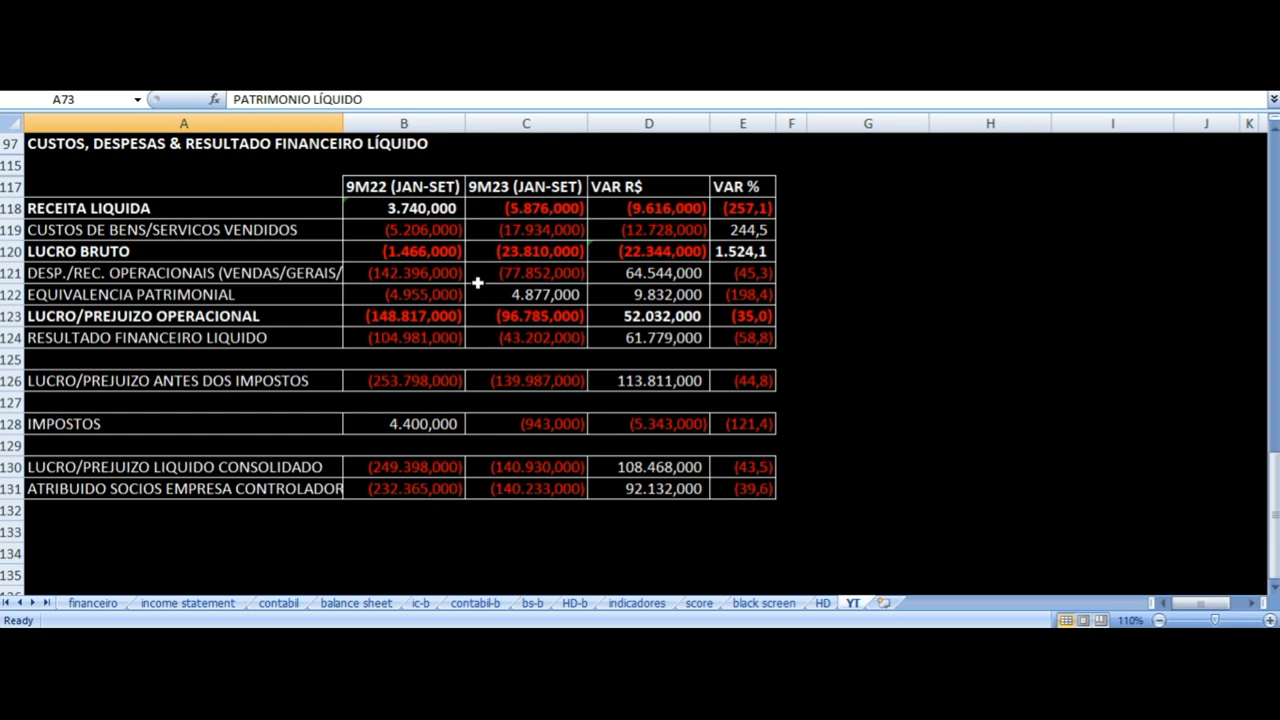 A73 fx PATRIMONIO LÍQUIDO
A B C D E F G H I J K
97 CUSTOS, DESPESAS & RESULTADO FINANCEIRO LÍQUIDO
115
117 9M22 (JAN-SET) 9M23 (JAN-SET) VAR R$ VAR %
118 RECEITA LIQUIDA 3.740,000 (5.876,000) (9.616,000) (257,1)
119 CUSTOS DE BENS/SERVICOS VENDIDOS (5.206,000) (17.934,000) (12.728,000) 244,5
120 LUCRO BRUTO (1.466,000) (23.810,000) (22.344,000) 1.524,1
121 DESP./REC. OPERACIONAIS (VENDAS/GERAIS/ (142.396,000) (77.852,000) 64.544,000 (45,3)
122 EQUIVALENCIA PATRIMONIAL (4.955,000) 4.877,000 9.832,000 (198,4)
123 LUCRO/PREJUIZO OPERACIONAL (148.817,000) (96.785,000) 52.032,000 (35,0)
124 RESULTADO FINANCEIRO LIQUIDO (104.981,000) (43.202,000) 61.779,000 (58,8)
125
126 LUCRO/PREJUIZO ANTES DOS IMPOSTOS (253.798,000) (139.987,000) 113.811,000 (44,8)
127
128 IMPOSTOS 4.400,000 (943,000) (5.343,000) (121,4)
129
130 LUCRO/PREJUIZO LIQUIDO CONSOLIDADO (249.398,000) (140.930,000) 108.468,000 (43,5)
131 ATRIBUIDO SOCIOS EMPRESA CONTROLADOR (232.365,000) (140.233,000) 92.132,000 (39,6)
132
133
134
135
financeiro income statement contabil balance sheet ic-b contabil-b bs-b HD-b indicadores score black screen HD YT
Ready 110%